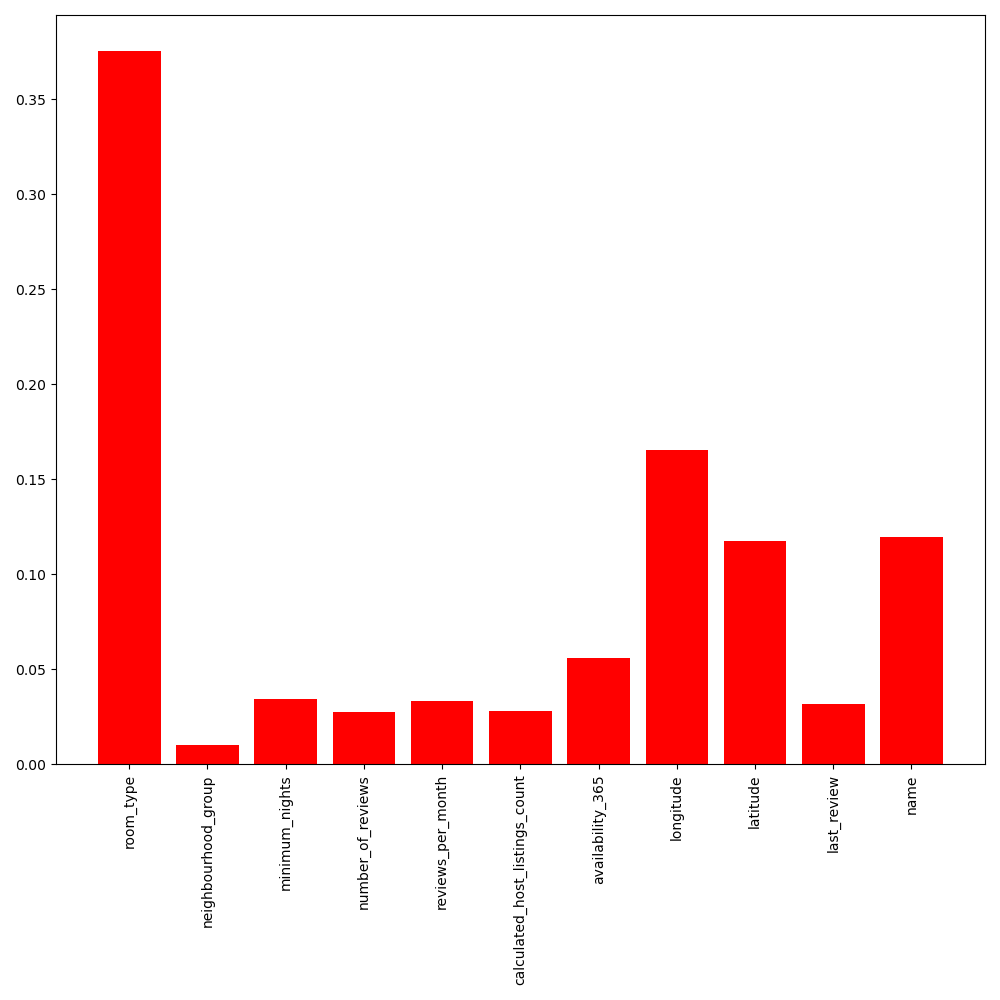 0.35
0.30
0.25
0.20
0.15
0.10
0.05
0.00
room_type
neighbourhood_group
minimum_nights
number_of_reviews
reviews_per_month
calculated_host_listings_count
availability_365
longitude
latitude
last_review
name